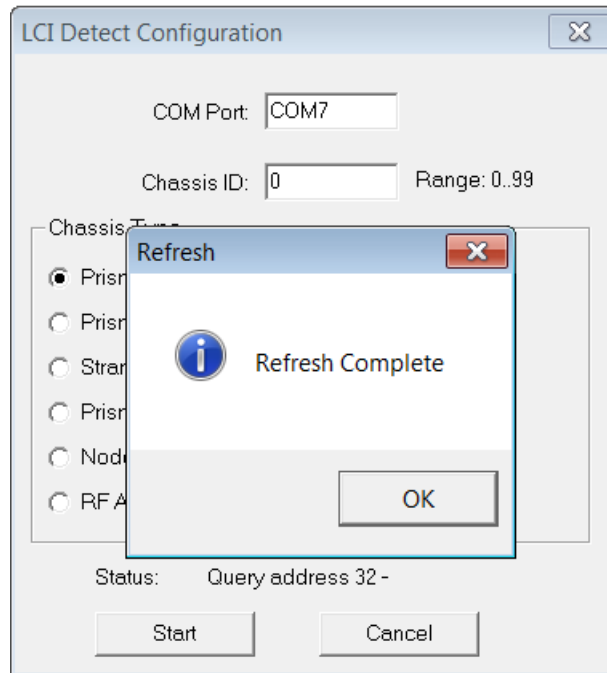 LCI Detect Configuration
COM Port: COM7
Chassis ID: 0 Range: 0..99
Chassis
Refresh
Refresh Complete
OK
Status: Query address 32 -
Start Cancel